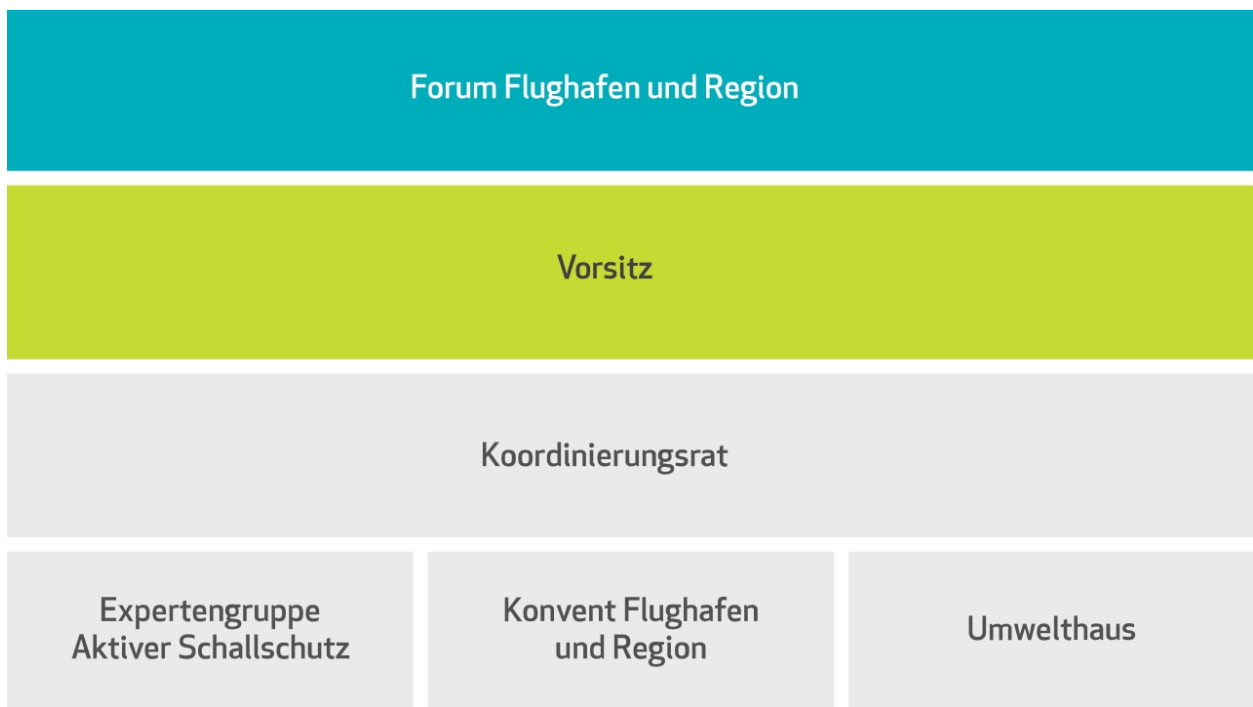 Forum Flughafen und Region
Vorsitz
Koordinierungsrat
Expertengruppe
Aktiver Schallschutz
Konvent Flughafen
und Region
Umwelthaus